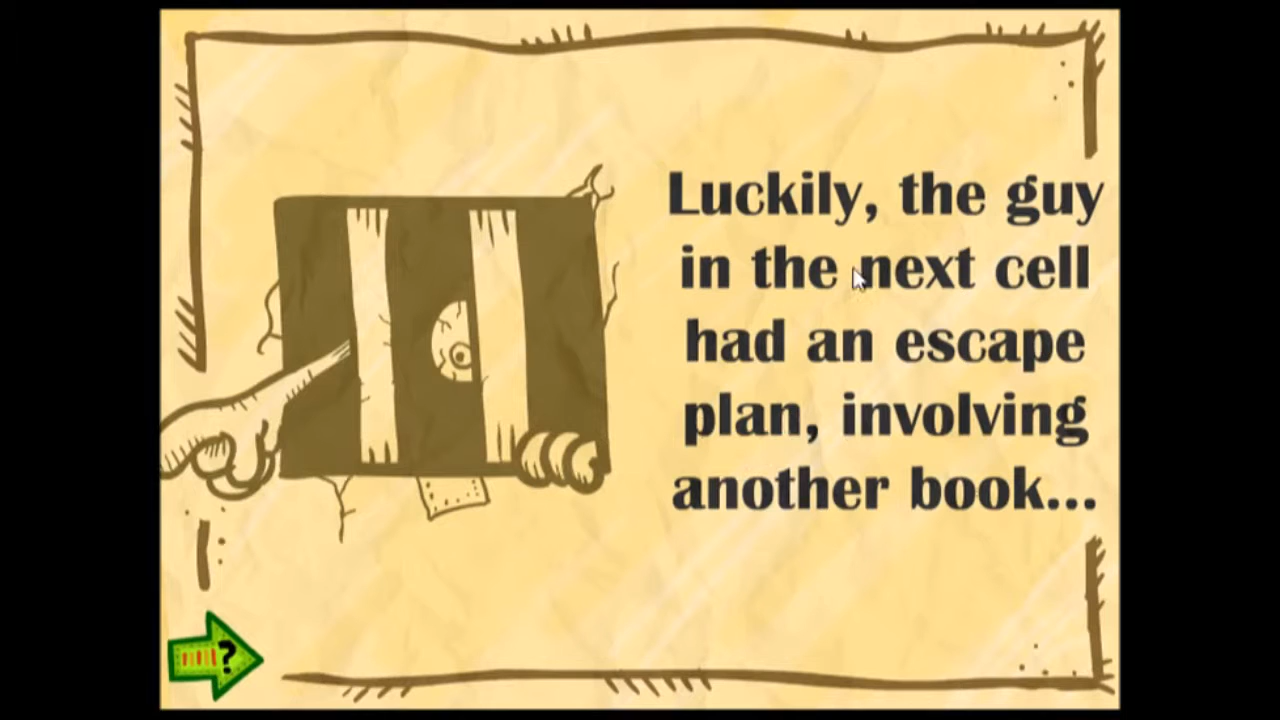 Luckily, the guy
in the next cell
had an escape
plan, involving
another book...
?